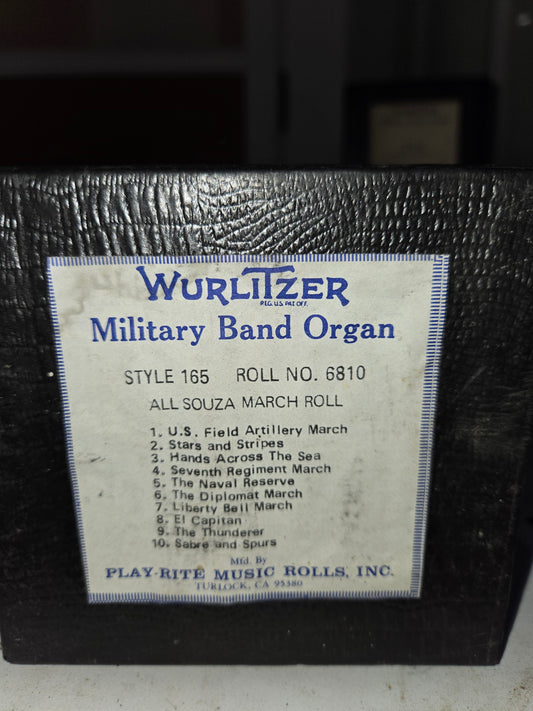 WURLITZER
REG. U.S. PAT. OFF.
Military Band Organ
STYLE 165 ROLL NO. 6810
ALL SOUZA MARCH ROLL
1. U.S. Field Artillery March
2. Stars and Stripes
3. Hands Across The Sea
4. Seventh Regiment March
5. The Naval Reserve
6. The Diplomat March
7. Liberty Bell March
8. El Capitan
9. The Thunderer
10. Sabre and Spurs
Mfd. By
PLAY-RITE MUSIC ROLLS, INC.
TURLOCK, CA 95380